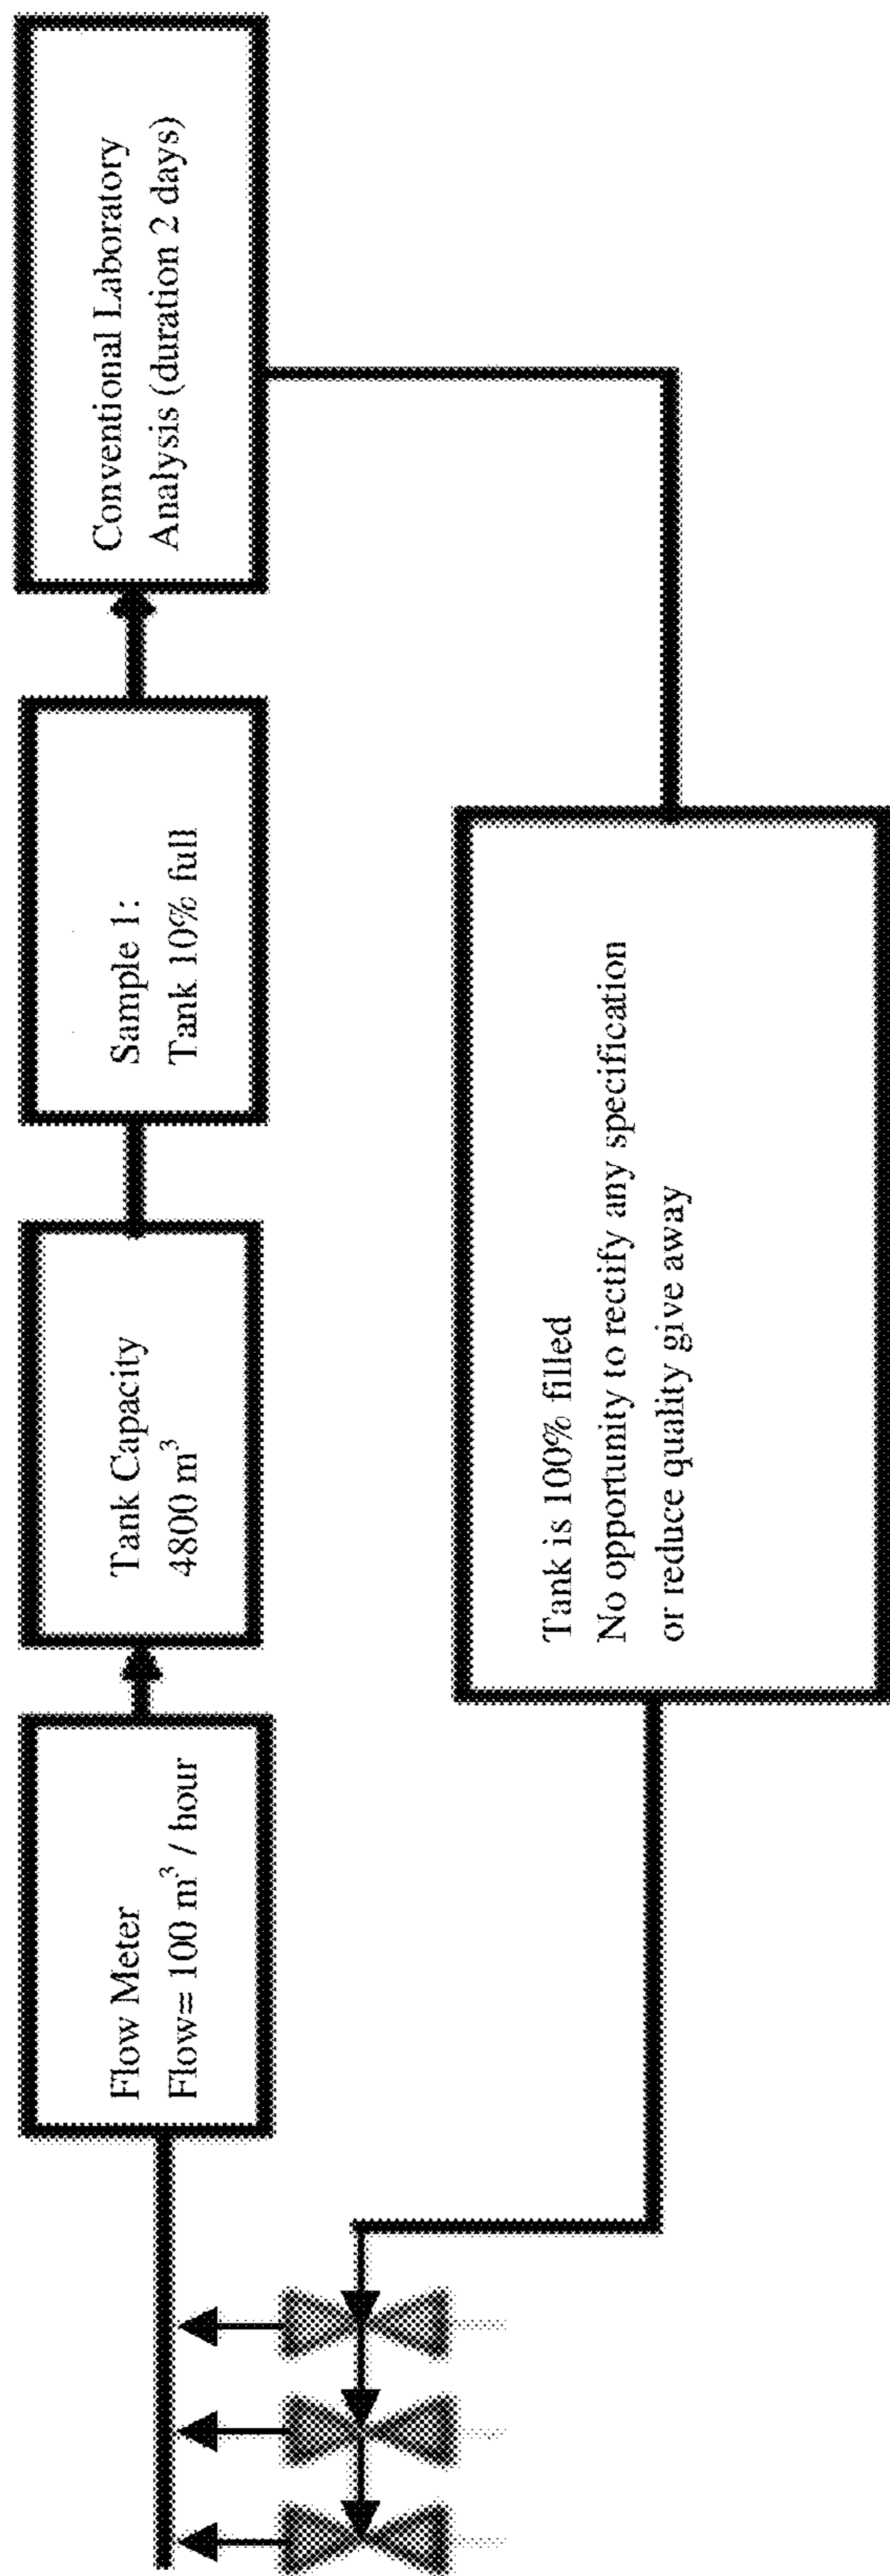 Flow Meter
Flow= 100 m³ / hour
Tank Capacity
4800 m³
Sample 1:
Tank 10% full
Conventional Laboratory
Analysis (duration 2 days)
Tank is 100% filled
No opportunity to rectify any specification
or reduce quality give away